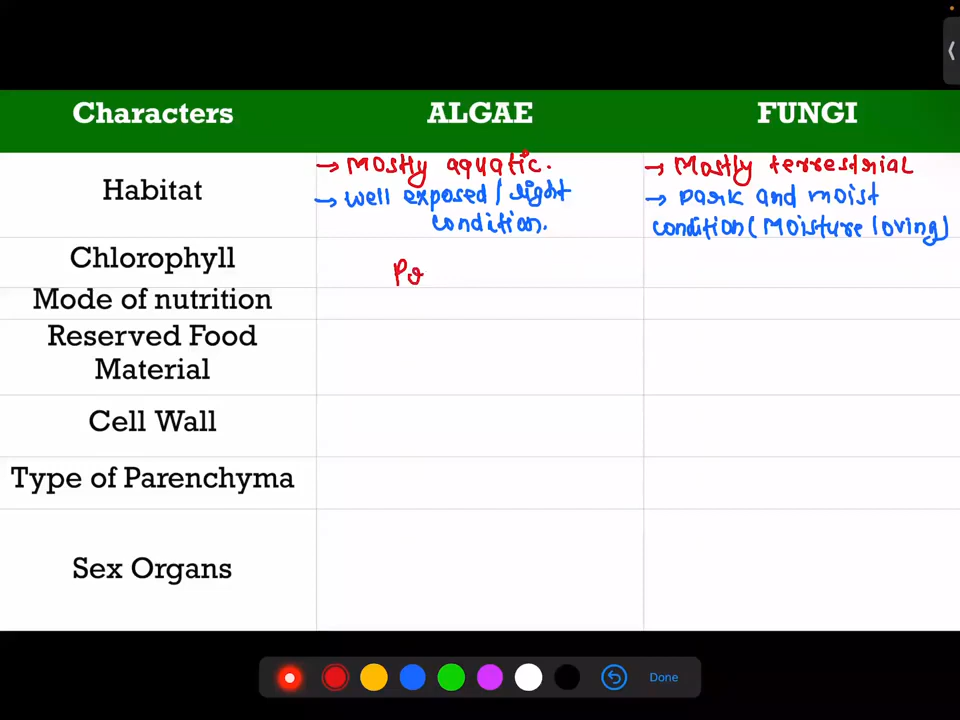 Characters ALGAE FUNGI
Habitat
→ Mostly aquatic. → Mostly terrestrial
→ well exposed/light → Dark and moist
condition. condition (Moisture loving)
Chlorophyll
Mode of nutrition
Reserved Food
Material
Cell Wall
Type of Parenchyma
Sex Organs
Done